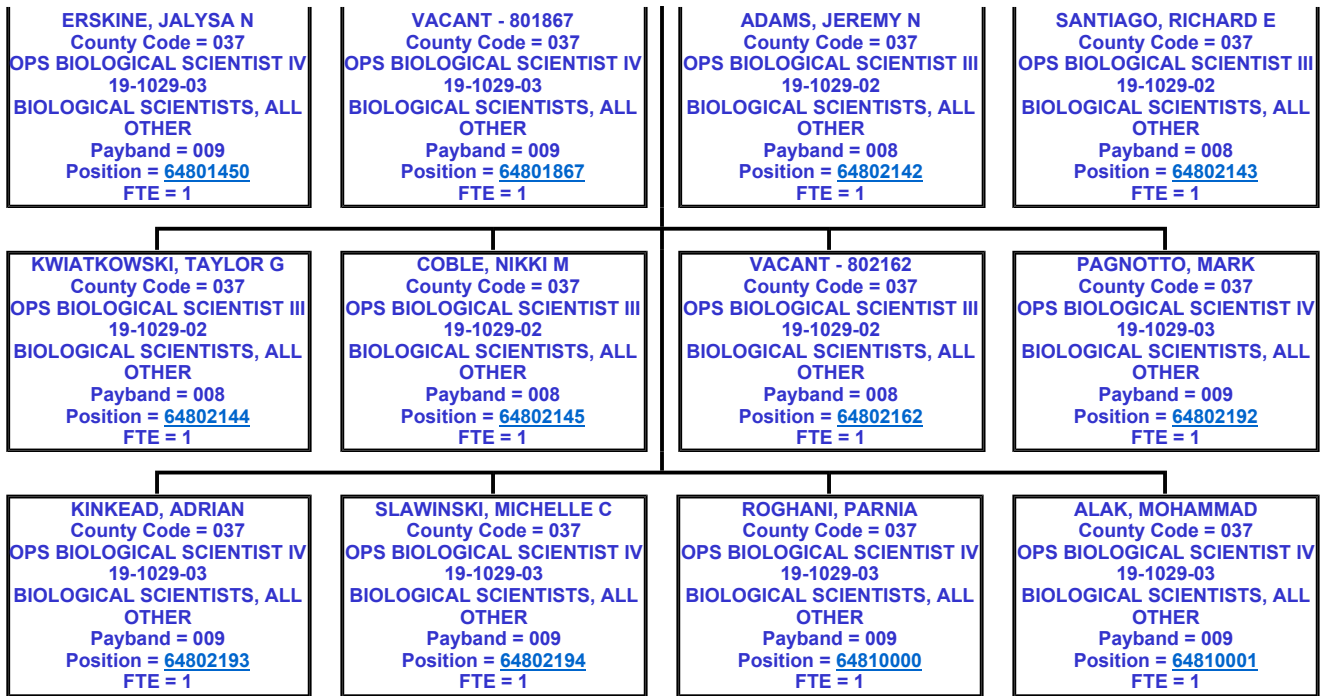 ERSKINE, JALYSA N
County Code = 037
OPS BIOLOGICAL SCIENTIST IV
19-1029-03
BIOLOGICAL SCIENTISTS, ALL
OTHER
Payband = 009
Position = 64801450
FTE = 1
VACANT - 801867
County Code = 037
OPS BIOLOGICAL SCIENTIST IV
19-1029-03
BIOLOGICAL SCIENTISTS, ALL
OTHER
Payband = 009
Position = 64801867
FTE = 1
ADAMS, JEREMY N
County Code = 037
OPS BIOLOGICAL SCIENTIST III
19-1029-02
BIOLOGICAL SCIENTISTS, ALL
OTHER
Payband = 008
Position = 64802142
FTE = 1
SANTIAGO, RICHARD E
County Code = 037
OPS BIOLOGICAL SCIENTIST III
19-1029-02
BIOLOGICAL SCIENTISTS, ALL
OTHER
Payband = 008
Position = 64802143
FTE = 1
KWIATKOWSKI, TAYLOR G
County Code = 037
OPS BIOLOGICAL SCIENTIST III
19-1029-02
BIOLOGICAL SCIENTISTS, ALL
OTHER
Payband = 008
Position = 64802144
FTE = 1
COBLE, NIKKI M
County Code = 037
OPS BIOLOGICAL SCIENTIST III
19-1029-02
BIOLOGICAL SCIENTISTS, ALL
OTHER
Payband = 008
Position = 64802145
FTE = 1
VACANT - 802162
County Code = 037
OPS BIOLOGICAL SCIENTIST III
19-1029-02
BIOLOGICAL SCIENTISTS, ALL
OTHER
Payband = 008
Position = 64802162
FTE = 1
PAGNOTTO, MARK
County Code = 037
OPS BIOLOGICAL SCIENTIST IV
19-1029-03
BIOLOGICAL SCIENTISTS, ALL
OTHER
Payband = 009
Position = 64802192
FTE = 1
KINKEAD, ADRIAN
County Code = 037
OPS BIOLOGICAL SCIENTIST IV
19-1029-03
BIOLOGICAL SCIENTISTS, ALL
OTHER
Payband = 009
Position = 64802193
FTE = 1
SLAWINSKI, MICHELLE C
County Code = 037
OPS BIOLOGICAL SCIENTIST IV
19-1029-03
BIOLOGICAL SCIENTISTS, ALL
OTHER
Payband = 009
Position = 64802194
FTE = 1
ROGHANI, PARNIA
County Code = 037
OPS BIOLOGICAL SCIENTIST IV
19-1029-03
BIOLOGICAL SCIENTISTS, ALL
OTHER
Payband = 009
Position = 64810000
FTE = 1
ALAK, MOHAMMAD
County Code = 037
OPS BIOLOGICAL SCIENTIST IV
19-1029-03
BIOLOGICAL SCIENTISTS, ALL
OTHER
Payband = 009
Position = 64810001
FTE = 1